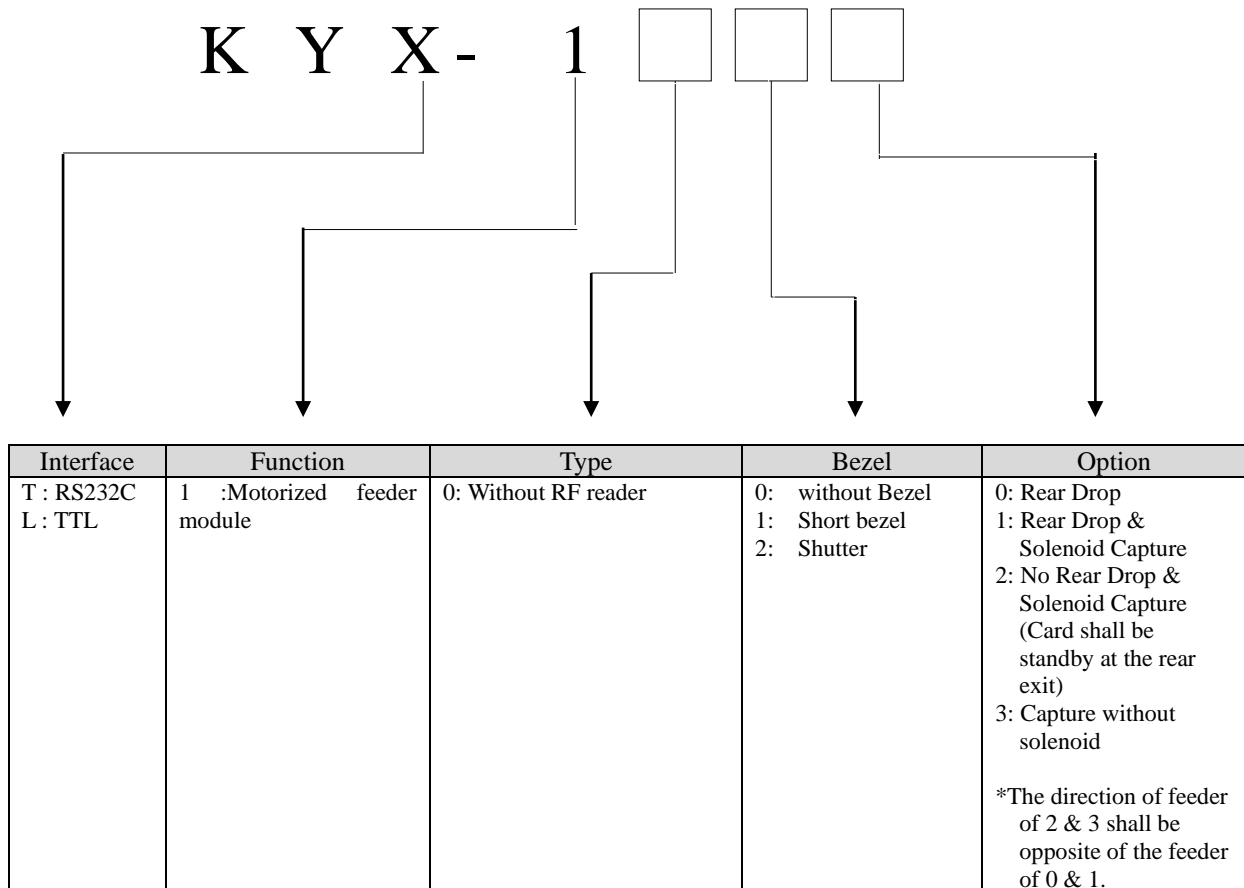 K Y X - 1
Interface
Function
Type
Bezel
Option
T : RS232C
L : TTL
1 :Motorized feeder
module
0: Without RF reader
0: without Bezel
1: Short bezel
2: Shutter
0: Rear Drop
1: Rear Drop &
Solenoid Capture
2: No Rear Drop &
Solenoid Capture
(Card shall be
standby at the rear
exit)
3: Capture without
solenoid
*The direction of feeder
of 2 & 3 shall be
opposite of the feeder
of 0 & 1.